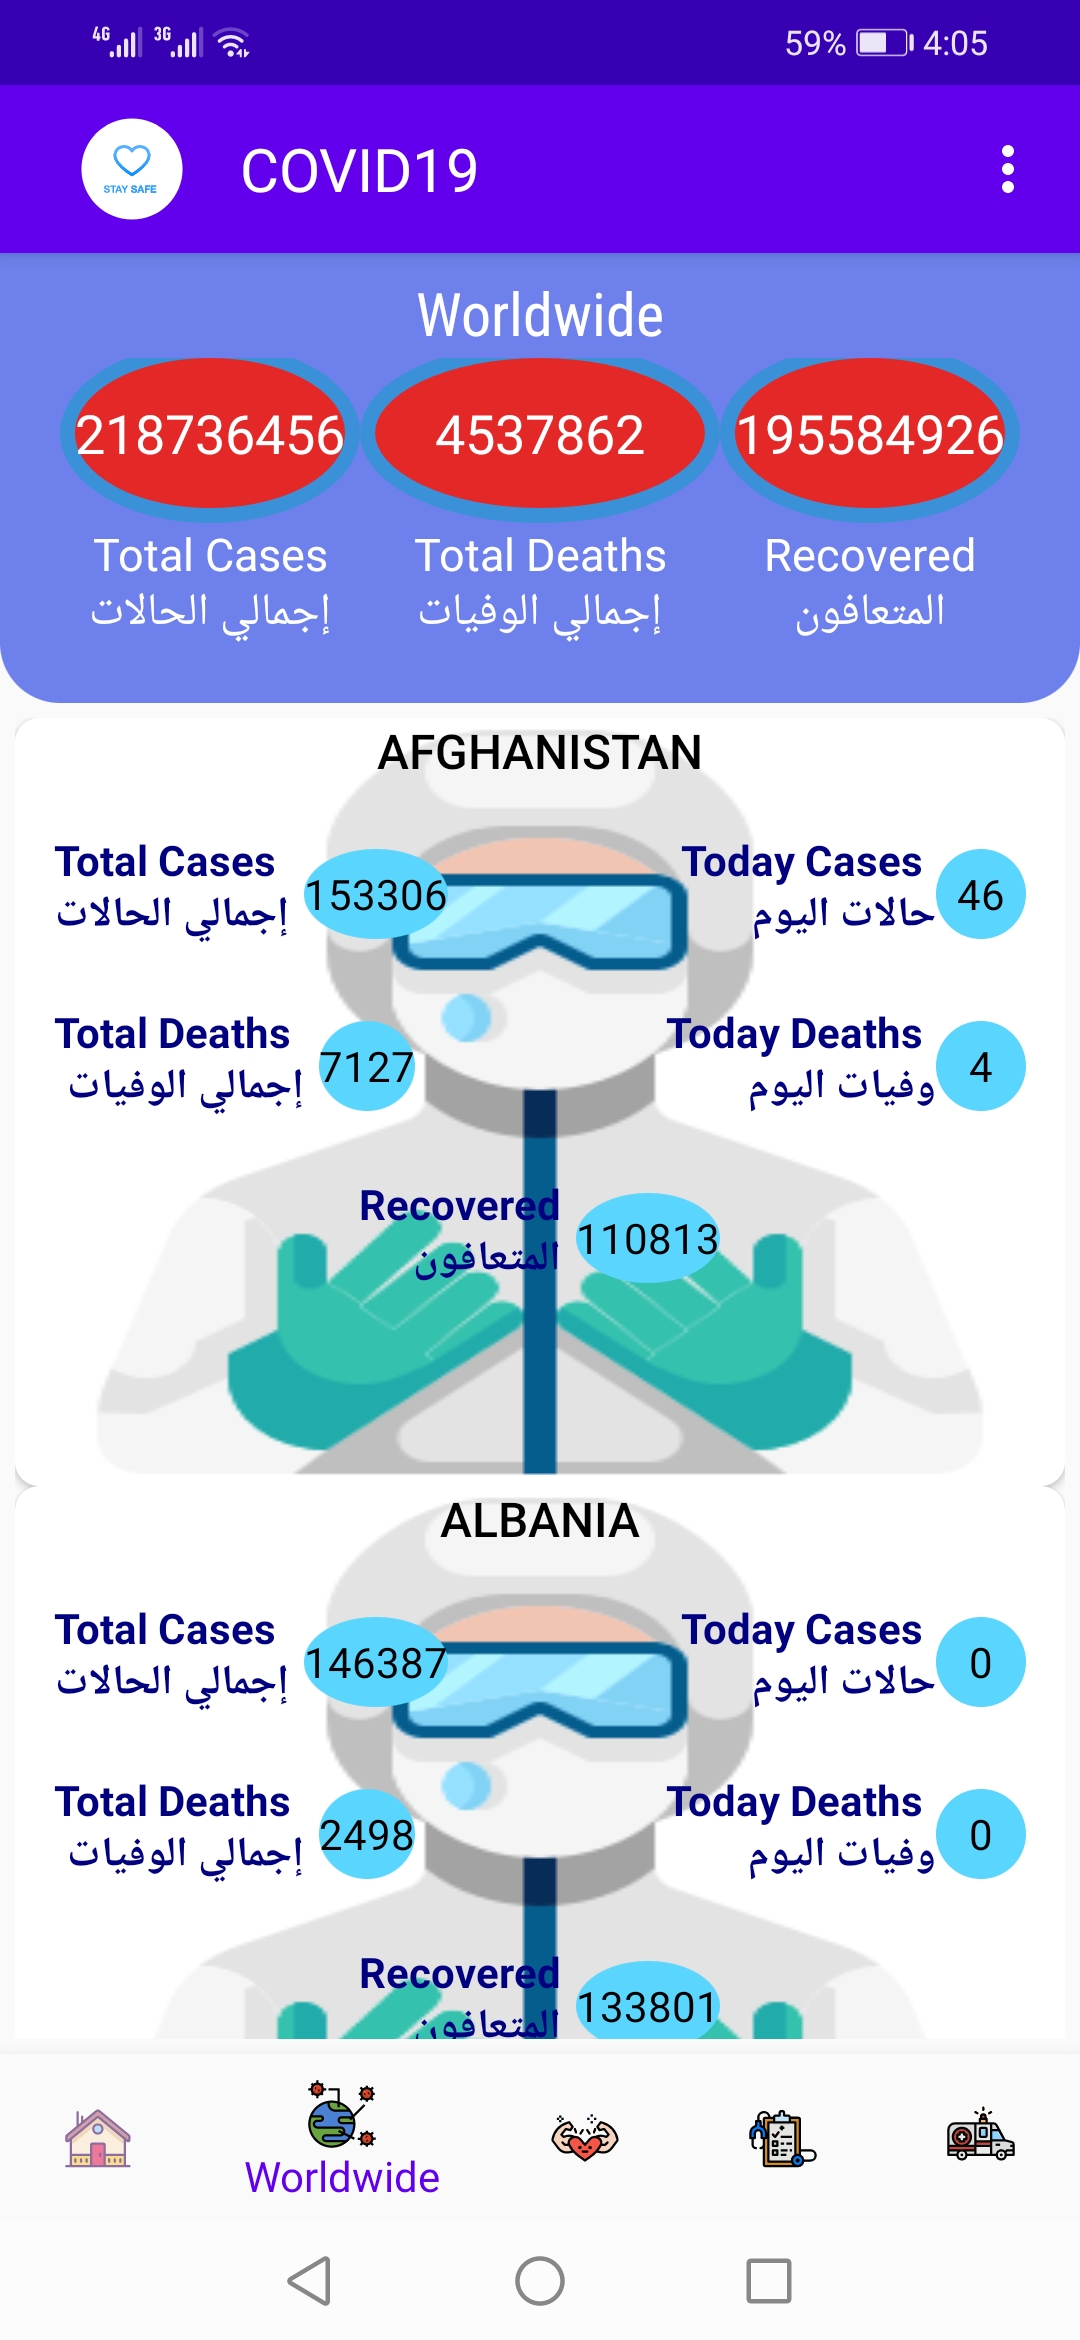 4G 3G 59% 4:05
STAY SAFE
COVID19
Worldwide
218736456 4537862 195584926
Total Cases Total Deaths Recovered
إجمالي الحالات إجمالي الوفيات المتعافون
AFGHANISTAN
Total Cases 153306 Today Cases 46
إجمالي الحالات حالات اليوم
Total Deaths 7127 Today Deaths 4
إجمالي الوفيات وفيات اليوم
Recovered 110813
المتعافون
ALBANIA
Total Cases 146387 Today Cases 0
إجمالي الحالات حالات اليوم
Total Deaths 2498 Today Deaths 0
إجمالي الوفيات وفيات اليوم
Recovered 133801
المتعافون
Worldwide